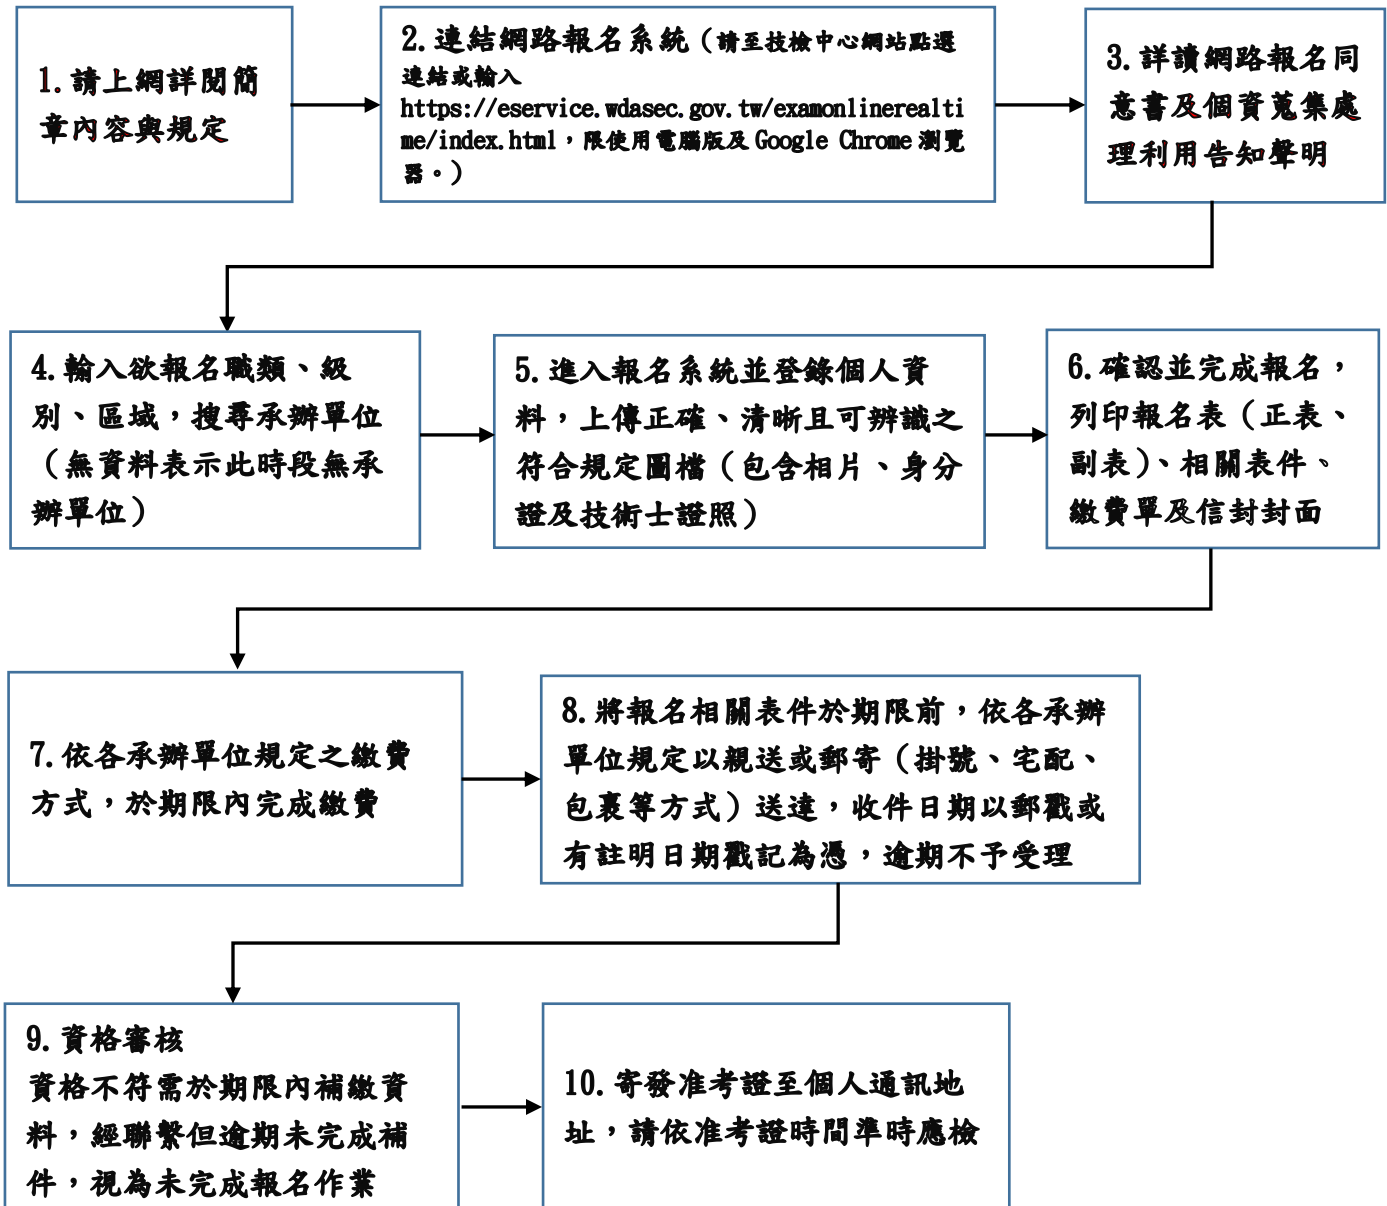 1.請上網詳閱簡
章內容與規定
2.連結網路報名系統（請至技檢中心網站點選
連結或輸入
https://eservice.wdasec.gov.tw/examonlinerealti
me/index.html，限使用電腦版及 Google Chrome 瀏覽
器。）
3.詳讀網路報名同
意書及個資蒐集處
理利用告知聲明
4.輸入欲報名職類、級
別、區域，搜尋承辦單位
（無資料表示此時段無承
辦單位）
5.進入報名系統並登錄個人資
料，上傳正確、清晰且可辨識之
符合規定圖檔（包含相片、身分
證及技術士證照）
6.確認並完成報名，
列印報名表（正表、
副表）、相關表件、
繳費單及信封封面
7.依各承辦單位規定之繳費
方式，於期限內完成繳費
8.將報名相關表件於期限前，依各承辦
單位規定以親送或郵寄（掛號、宅配、
包裹等方式）送達，收件日期以郵戳或
有註明日期戳記為憑，逾期不予受理
9.資格審核
資格不符需於期限內補繳資
料，經聯繫但逾期未完成補
件，視為未完成報名作業
10.寄發准考證至個人通訊地
址，請依准考證時間準時應檢